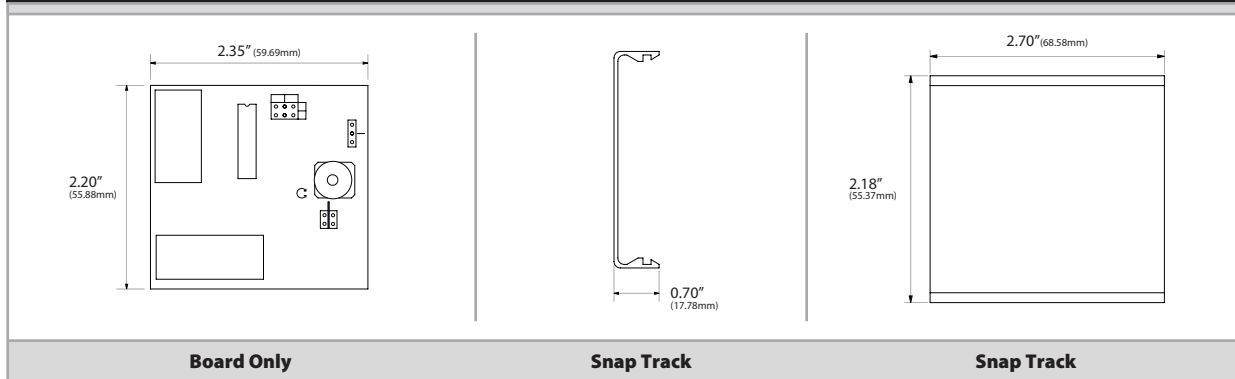 2.35” (59.69mm)
2.20”
(55.88mm)
0.70”
(17.78mm)
2.70”(68.58mm)
2.18”
(55.37mm)
Board Only
Snap Track
Snap Track